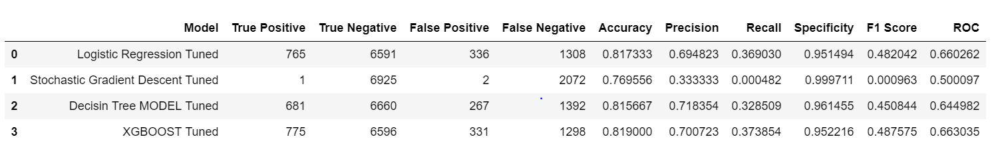 Model True Positive True Negative False Positive False Negative Accuracy Precision Recall Specificity F1 Score ROC
0 Logistic Regression Tuned 765 6591 336 1308 0.817333 0.694823 0.369030 0.951494 0.482042 0.660262
1 Stochastic Gradient Descent Tuned 1 6925 2 2072 0.769556 0.333333 0.000482 0.999711 0.000963 0.500097
2 Decisin Tree MODEL Tuned 681 6660 267 1392 0.815667 0.718354 0.328509 0.961455 0.450844 0.644982
3 XGBOOST Tuned 775 6596 331 1298 0.819000 0.700723 0.373854 0.952216 0.487575 0.663035